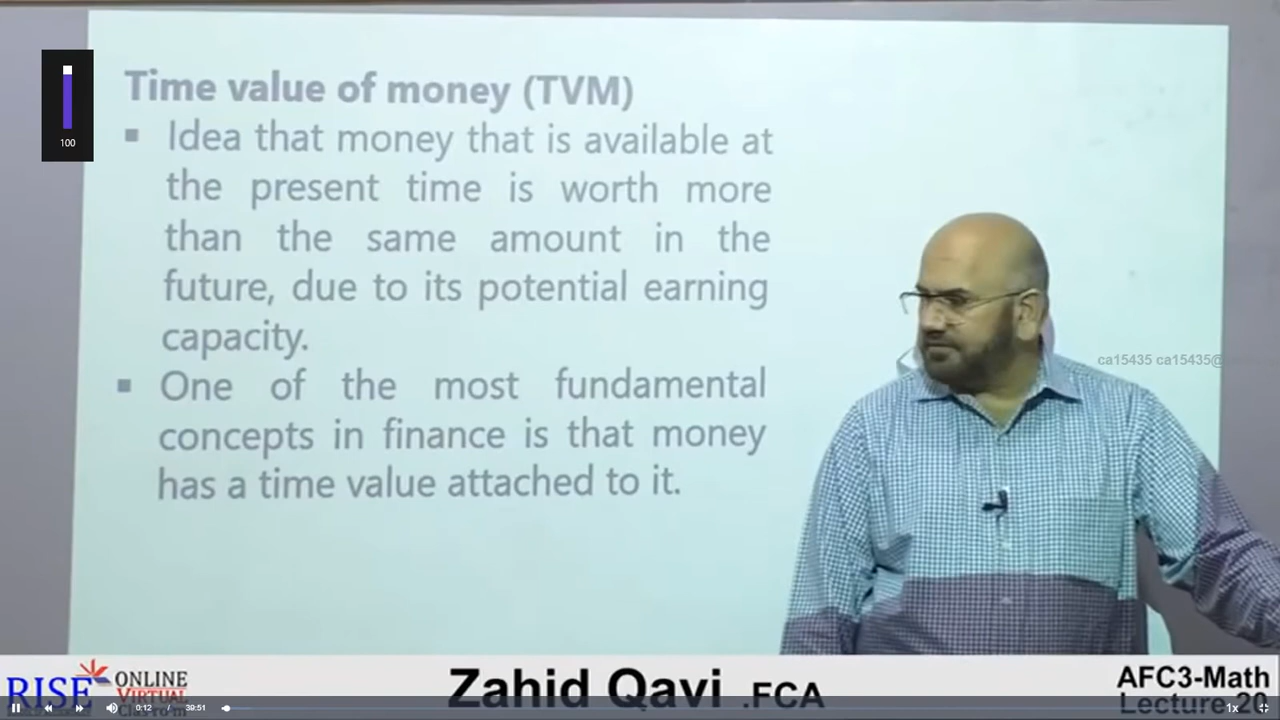 Time value of money (TVM)
▪ Idea that money that is available at
the present time is worth more
than the same amount in the
future, due to its potential earning
capacity.
▪ One of the most fundamental
concepts in finance is that money
has a time value attached to it.
100
ca15435 ca15435@
RISE ONLINE
VIRTUAL
Zahid Qavi .FCA
AFC3-Math
Lecture-20
0:12 / 39:51
1x